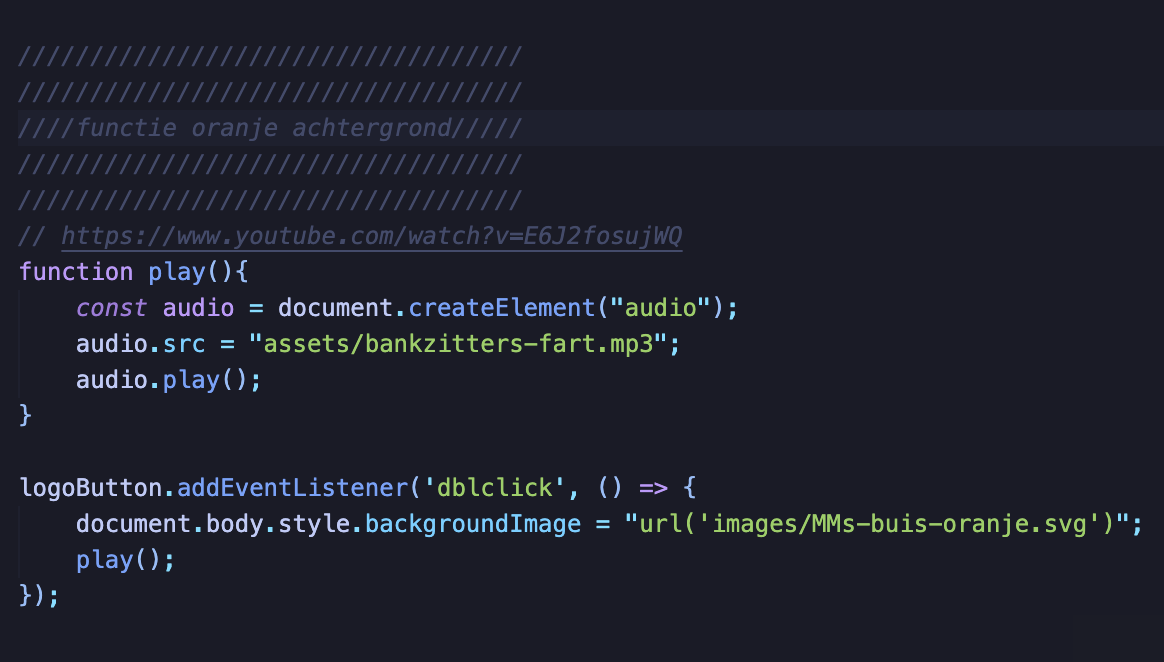 ///////////////////////////////////
///////////////////////////////////
////functie oranje achtergrond/////
///////////////////////////////////
///////////////////////////////////
// https://www.youtube.com/watch?v=E6J2fosujWQ
function play(){
    const audio = document.createElement("audio");
    audio.src = "assets/bankzitters-fart.mp3";
    audio.play();
}

logoButton.addEventListener('dblclick', () => {
    document.body.style.backgroundImage = "url('images/MMs-buis-oranje.svg')";
    play();
});